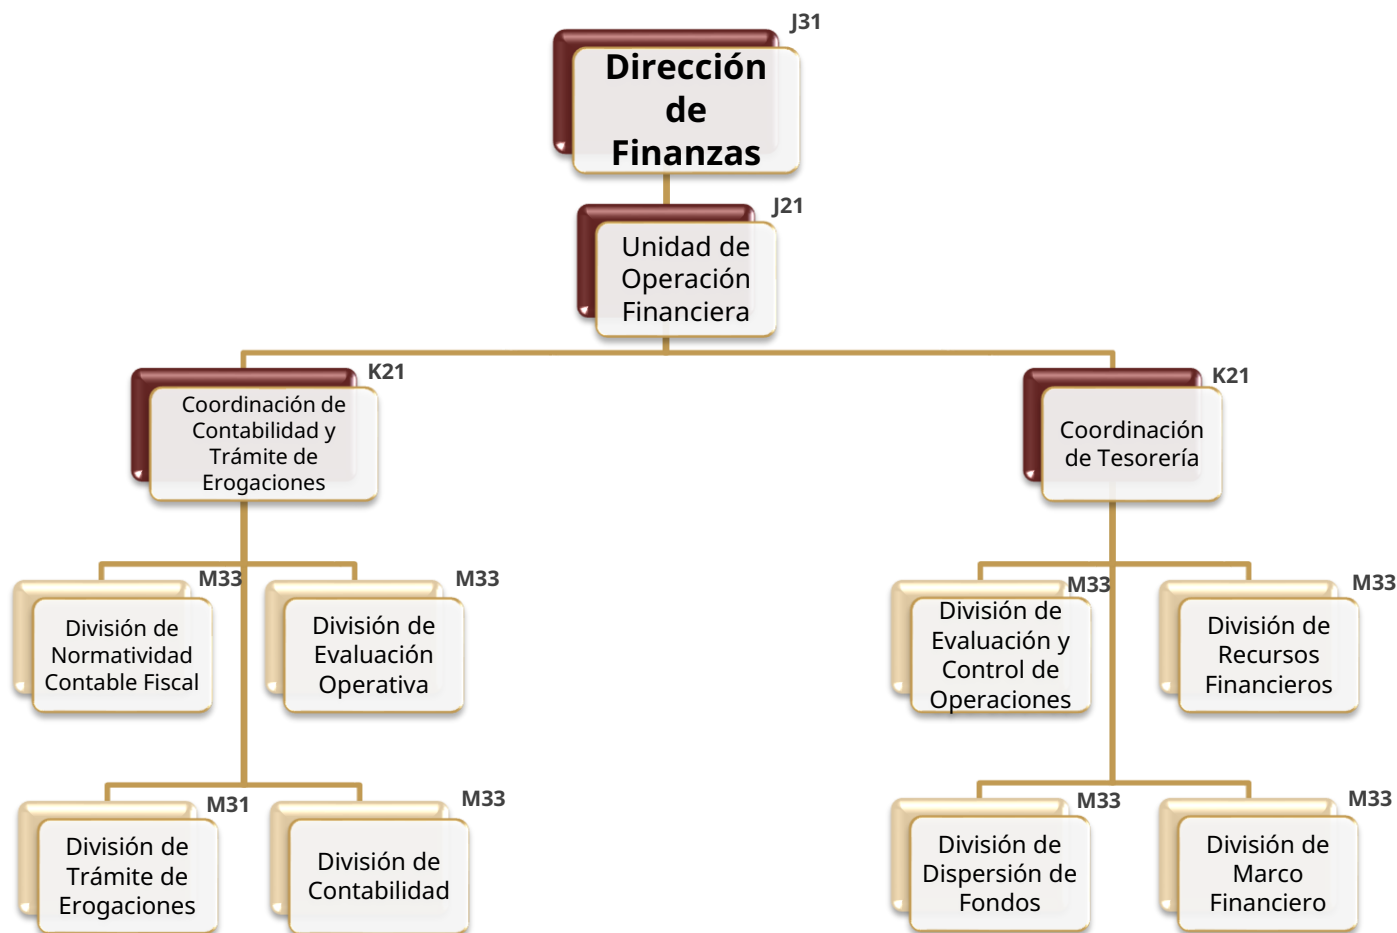 J31
Dirección
de
Finanzas
J21
Unidad de
Operación
Financiera
K21
Coordinación de
Contabilidad y
Trámite de
Erogaciones
K21
Coordinación
de Tesorería
M33
División de
Normatividad
Contable Fiscal
M33
División de
Evaluación
Operativa
M33
División de
Evaluación y
Control de
Operaciones
M33
División de
Recursos
Financieros
M31
División de
Trámite de
Erogaciones
M33
División de
Contabilidad
M33
División de
Dispersión de
Fondos
M33
División de
Marco
Financiero